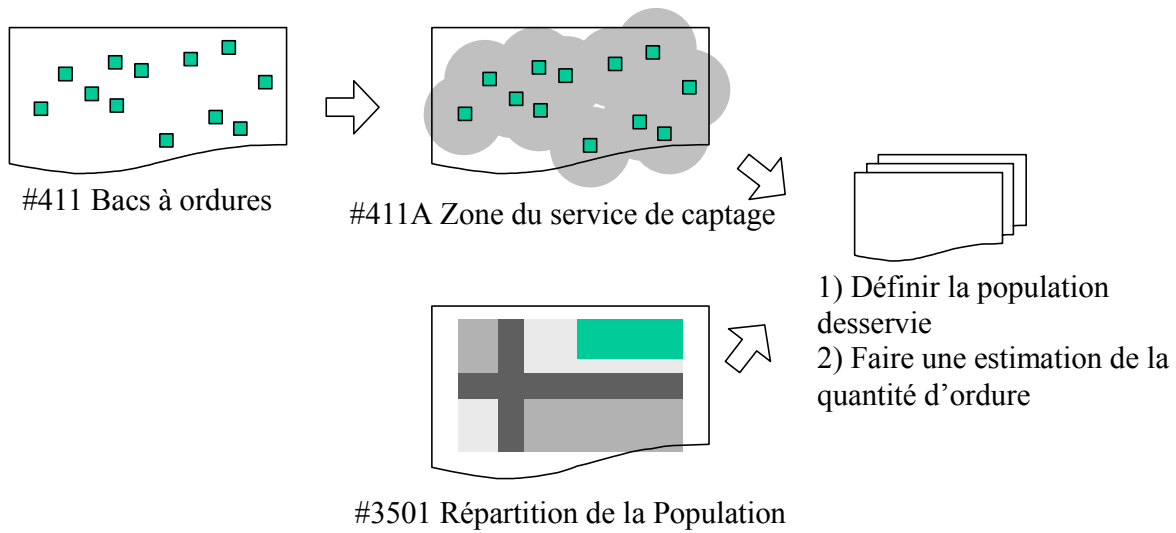 #411 Bacs à ordures
#411A Zone du service de captage
1) Définir la population
desservie
2) Faire une estimation de la
quantité d’ordure
#3501 Répartition de la Population